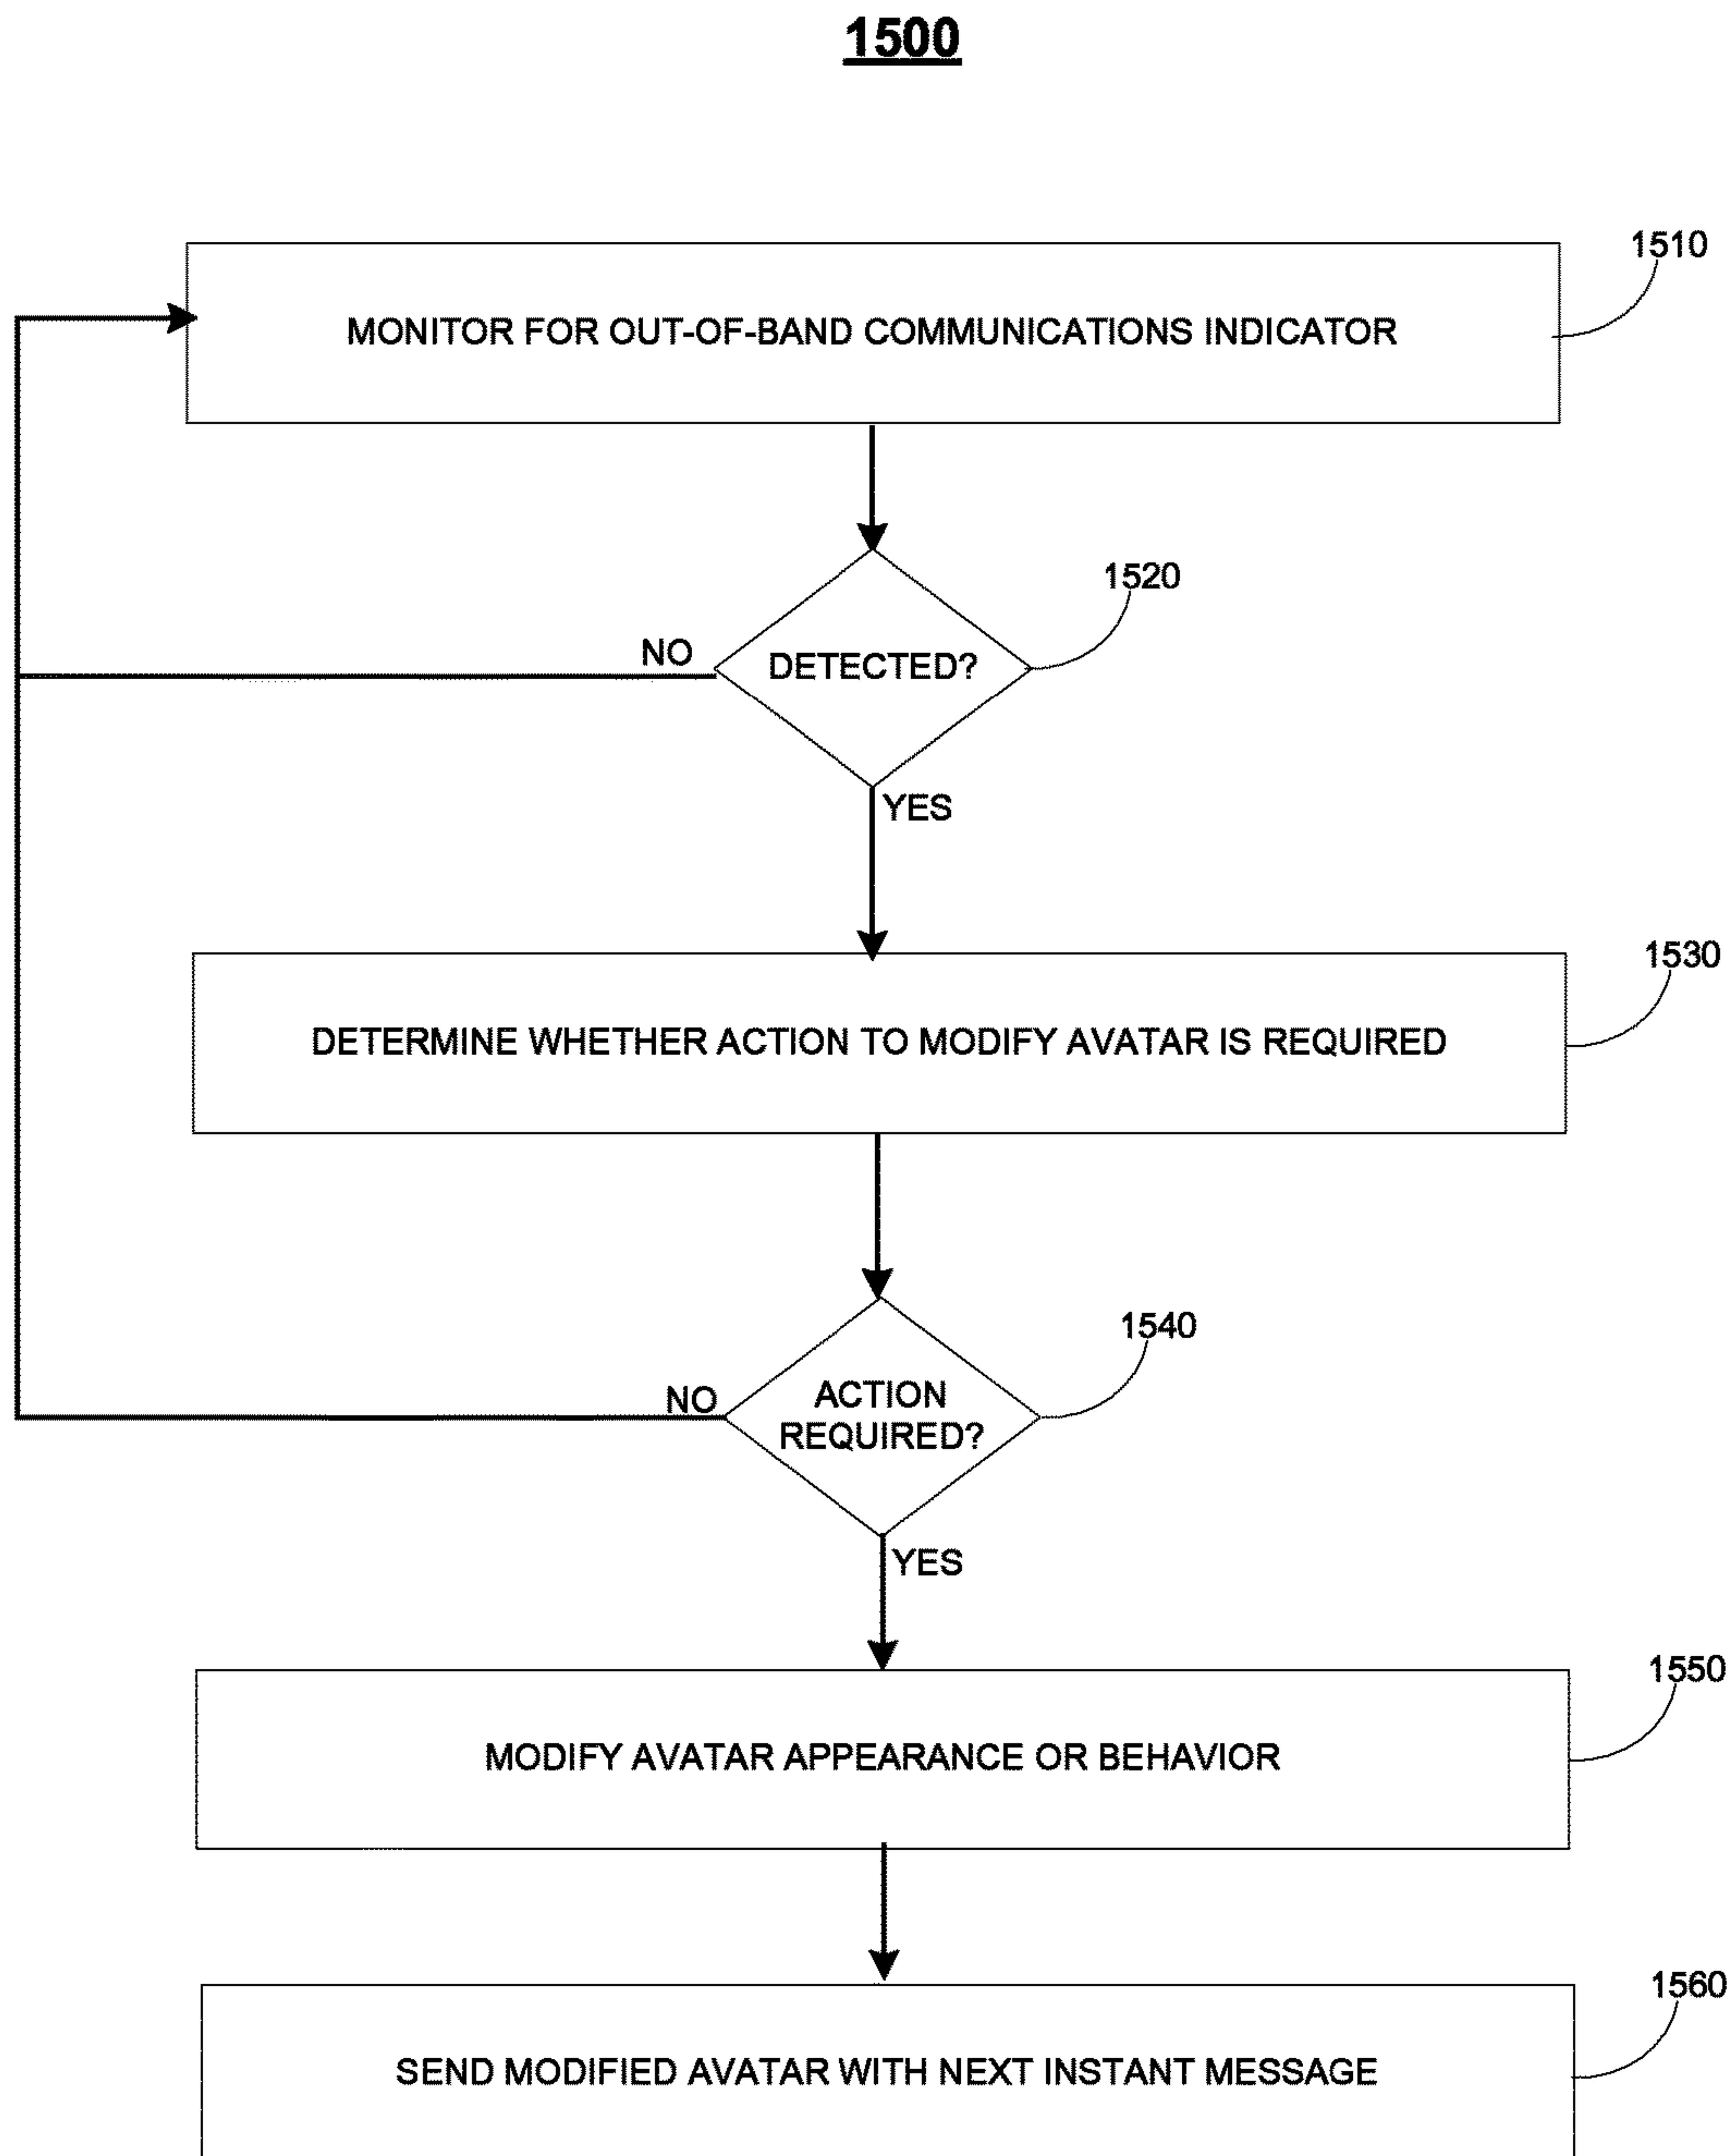 1500
1510
MONITOR FOR OUT-OF-BAND COMMUNICATIONS INDICATOR
1520
NO
DETECTED?
YES
1530
DETERMINE WHETHER ACTION TO MODIFY AVATAR IS REQUIRED
1540
NO
ACTION
REQUIRED?
YES
1550
MODIFY AVATAR APPEARANCE OR BEHAVIOR
1560
SEND MODIFIED AVATAR WITH NEXT INSTANT MESSAGE